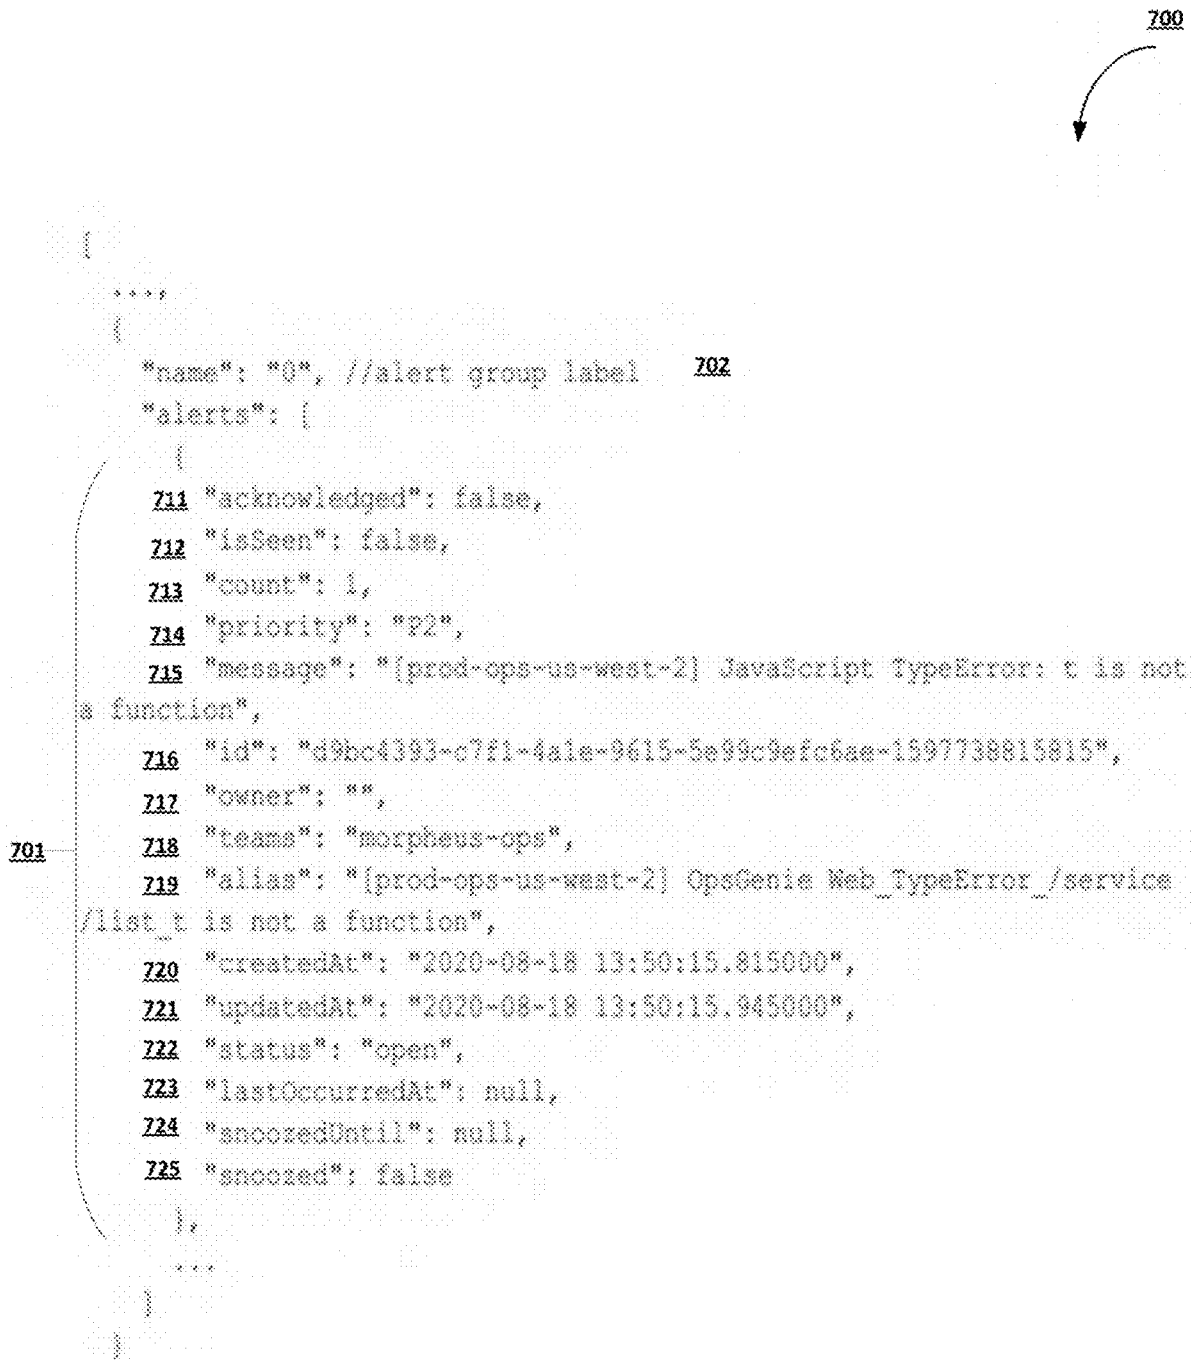 700
[
...,
{
"name": "0", //alert group label 702
"alerts": [
{
711 "acknowledged": false,
712 "isSeen": false,
713 "count": 1,
714 "priority": "P2",
715 "message": "[prod-ops-us-west-2] JavaScript TypeError: t is not
a function",
716 "id": "d9bc4393-c7f1-4a1e-9615-5e99c9efc6ae-1597738815815",
717 "owner": "",
718 "teams": "morpheus-ops",
701
719 "alias": "[prod-ops-us-west-2] OpsGenie Web_TypeError_/service
/list_t is not a function",
720 "createdAt": "2020-08-18 13:50:15.815000",
721 "updatedAt": "2020-08-18 13:50:15.945000",
722 "status": "open",
723 "lastOccurredAt": null,
724 "snoozedUntil": null,
725 "snoozed": false
},
...
]
}